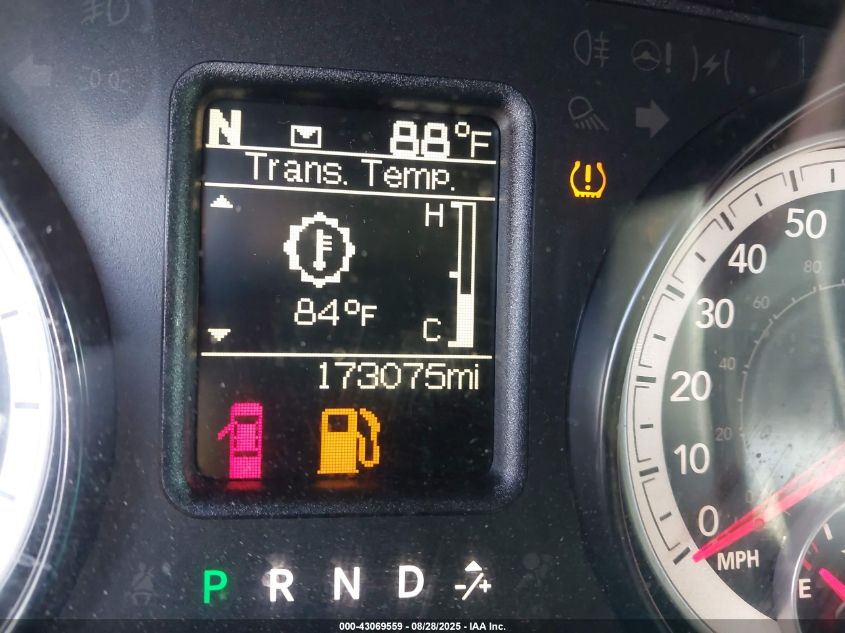 N 88°F
Trans. Temp.
H
84°F
C
173075mi
50
40
30
20
10
0
MPH
80
60
40
20
E
P R N D -/+
000-43069559 - 08/28/2025 - IAA Inc.